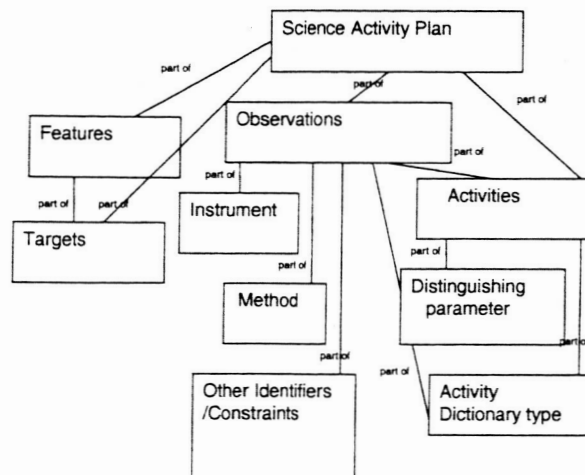 Science Activity Plan
part of
part of
Features
Observations
part of
part of
part of
part of
Instrument
Activities
Targets
part of
part of
Method
Distinguishing
parameter
part of
part of
part of
Other Identifiers
/Constraints
Activity
Dictionary type